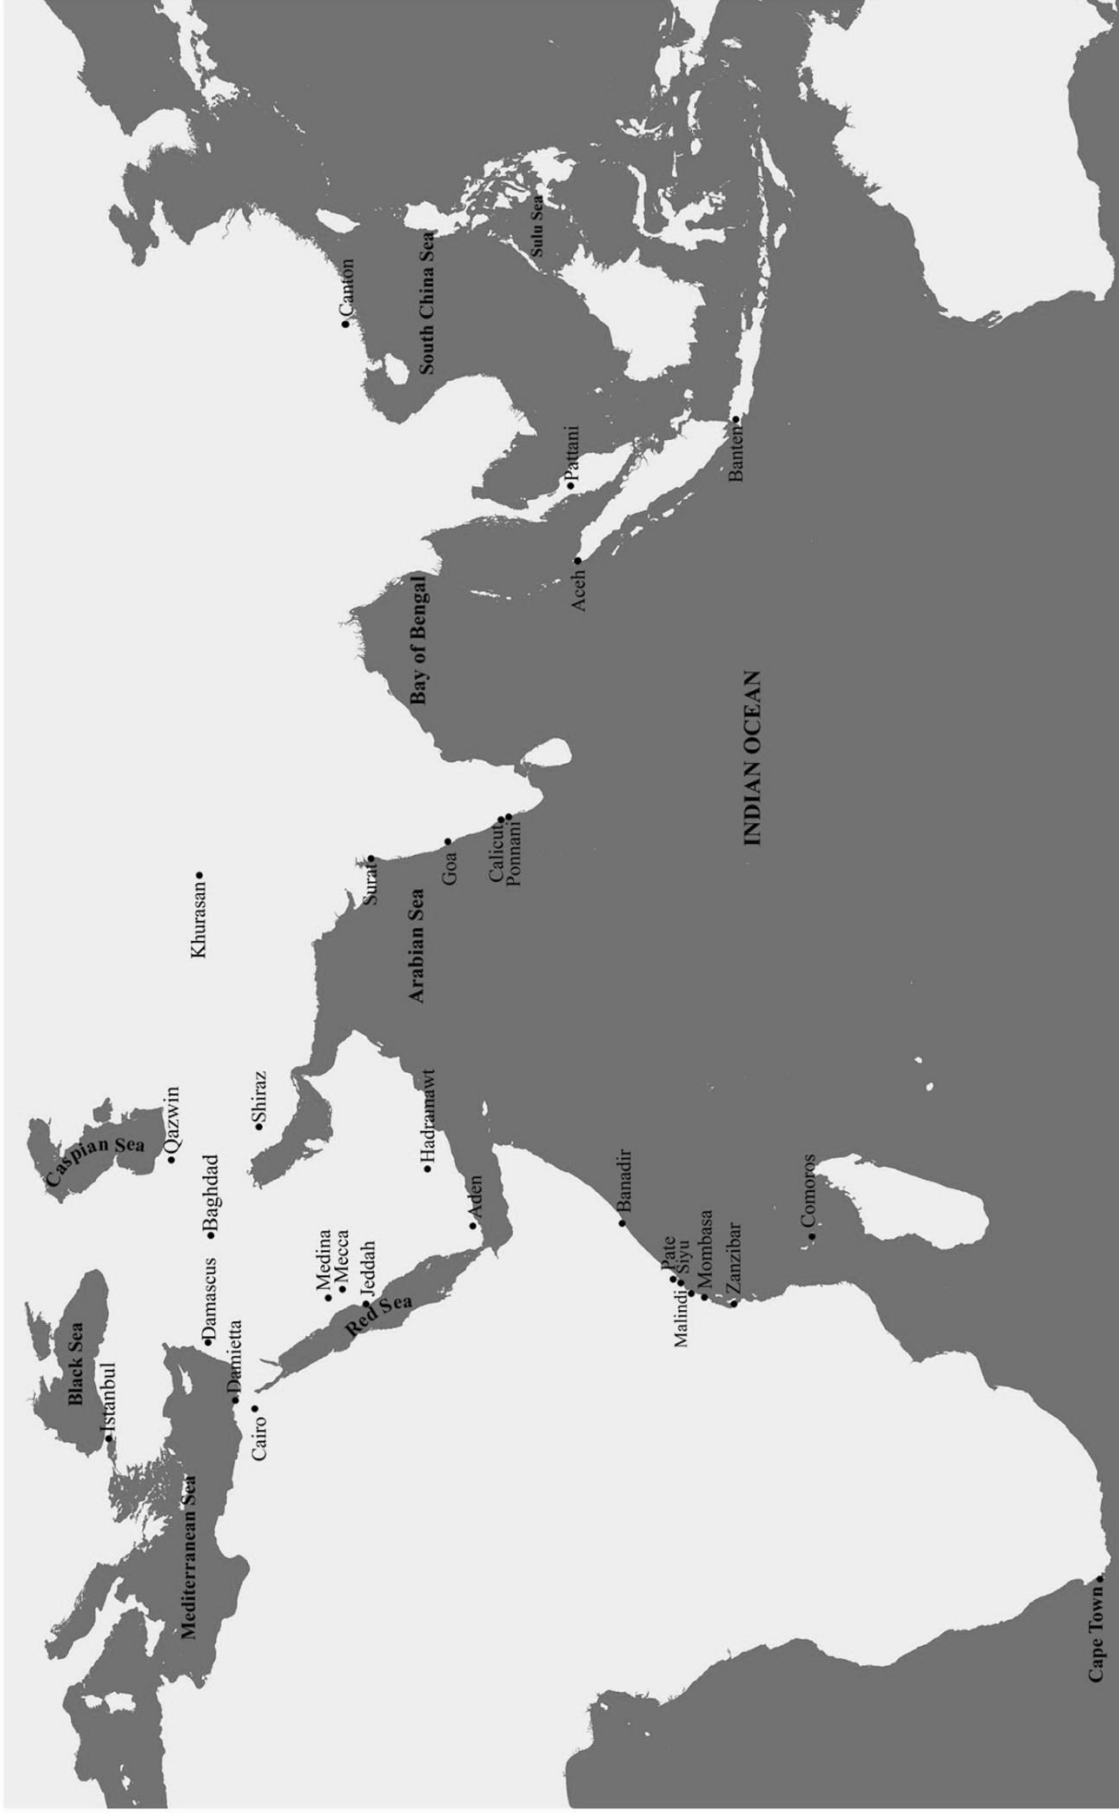 Black Sea
Istanbul
Caspian Sea
Mediterranean Sea
Qazwin
Khurasan
Damascus
Baghdad
Damietta
Cairo
Shiraz
Medina
Mecca
Jeddah
Red Sea
Surat
Canton
Hadramawt
Arabian Sea
Bay of Bengal
South China Sea
Goa
Aden
Calicut
Ponnani
Sulu Sea
Pattani
Aceh
Banadir
Pate
Siyu
Malindi
Mombasa
Zanzibar
Banten
INDIAN OCEAN
Comoros
Cape Town